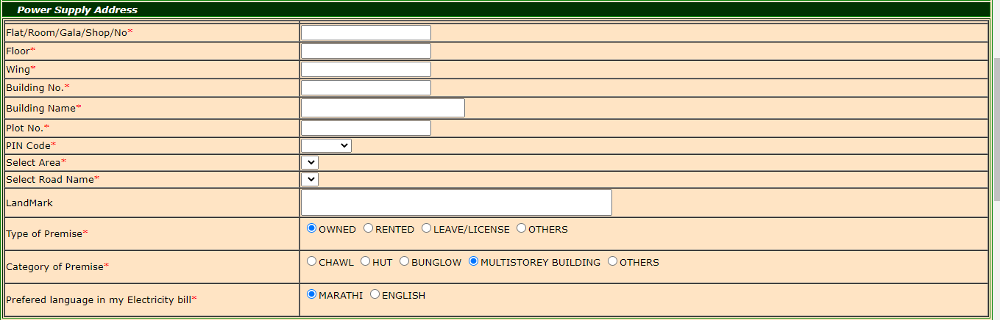 Power Supply Address
Flat/Room/Gala/Shop/No*
Floor*
Wing*
Building No.*
Building Name*
Plot No.*
PIN Code*
Select Area*
Select Road Name*
LandMark
Type of Premise* OWNED RENTED LEAVE/LICENSE OTHERS
Category of Premise* CHAWL HUT BUNGLOW MULTISTOREY BUILDING OTHERS
Prefered language in my Electricity bill* MARATHI ENGLISH